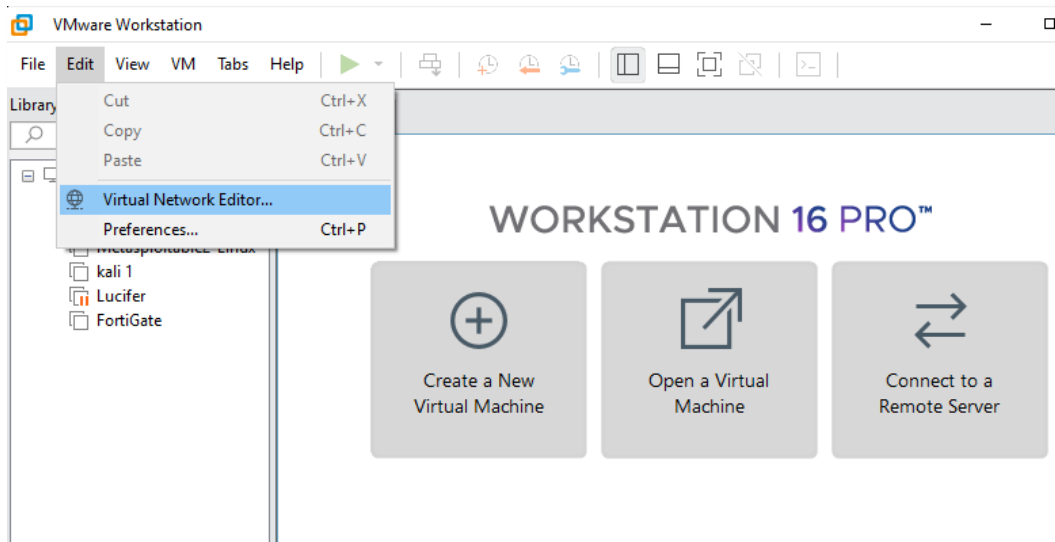 VMware Workstation
File Edit View VM Tabs Help
Library
Cut Ctrl+X
Copy Ctrl+C
Paste Ctrl+V
Virtual Network Editor...
Preferences... Ctrl+P
Metasploitable2-Linux
kali 1
Lucifer
FortiGate
WORKSTATION 16 PRO™
Create a New
Virtual Machine
Open a Virtual
Machine
Connect to a
Remote Server